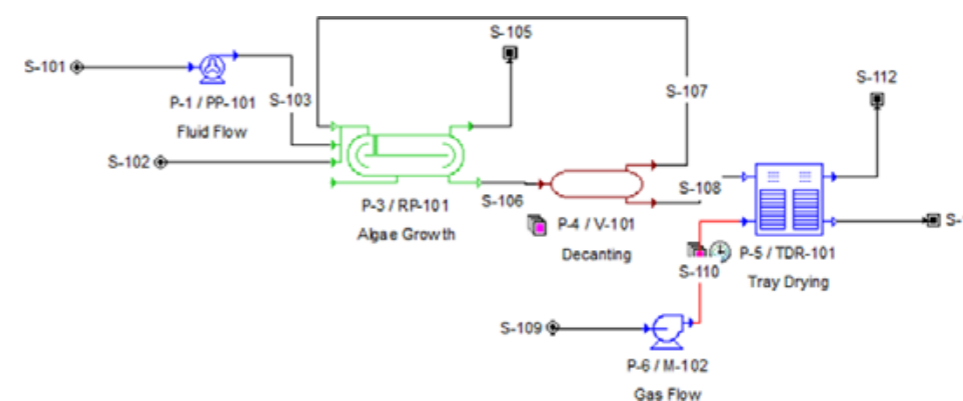 S-105
S-101
S-112
S-107
P-1 / PP-101
S-103
Fluid Flow
S-102
S-108
S-106
P-3 / RP-101
P-4 / V-101
S-
Algae Growth
Decanting
P-5 / TDR-101
S-110
Tray Drying
S-109
P-6 / M-102
Gas Flow